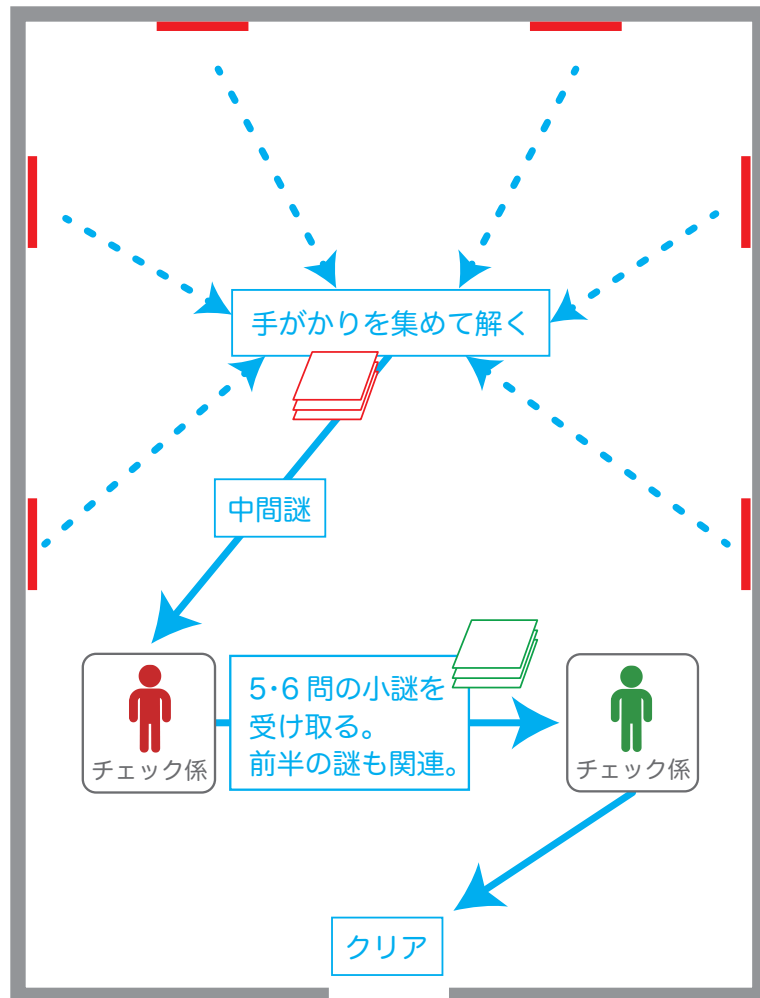 手がかりを集めて解く
中間謎
5・6 問の小謎を
受け取る。
前半の謎も関連。
チェック係
チェック係
クリア